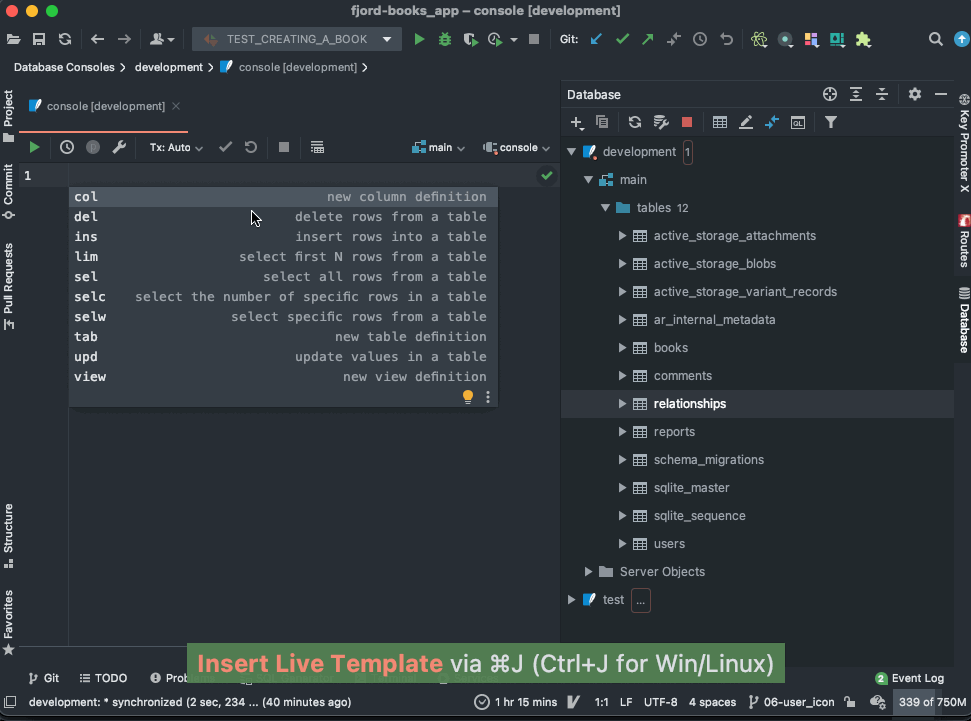 fjord-books_app – console [development]
TEST_CREATING_A_BOOK
Git:
Database Consoles
development
console [development]
console [development]
Database
Tx: Auto
main
console
1
col new column definition
del delete rows from a table
ins insert rows into a table
lim select first N rows from a table
sel select all rows from a table
selc select the number of specific rows in a table
selw select specific rows from a table
tab new table definition
upd update values in a table
view new view definition
development 1
main
tables 12
active_storage_attachments
active_storage_blobs
active_storage_variant_records
ar_internal_metadata
books
comments
relationships
reports
schema_migrations
sqlite_master
sqlite_sequence
users
Server Objects
test ...
Project
Commit
Pull Requests
Structure
Favorites
Key Promoter X
Routes
Database
QL
Insert Live Template via ⌘J (Ctrl+J for Win/Linux)
Git
TODO
2 Event Log
development: * synchronized (2 sec, 234 ... (40 minutes ago)
1 hr 15 mins
1:1
LF
UTF-8
4 spaces
06-user_icon
339 of 750M